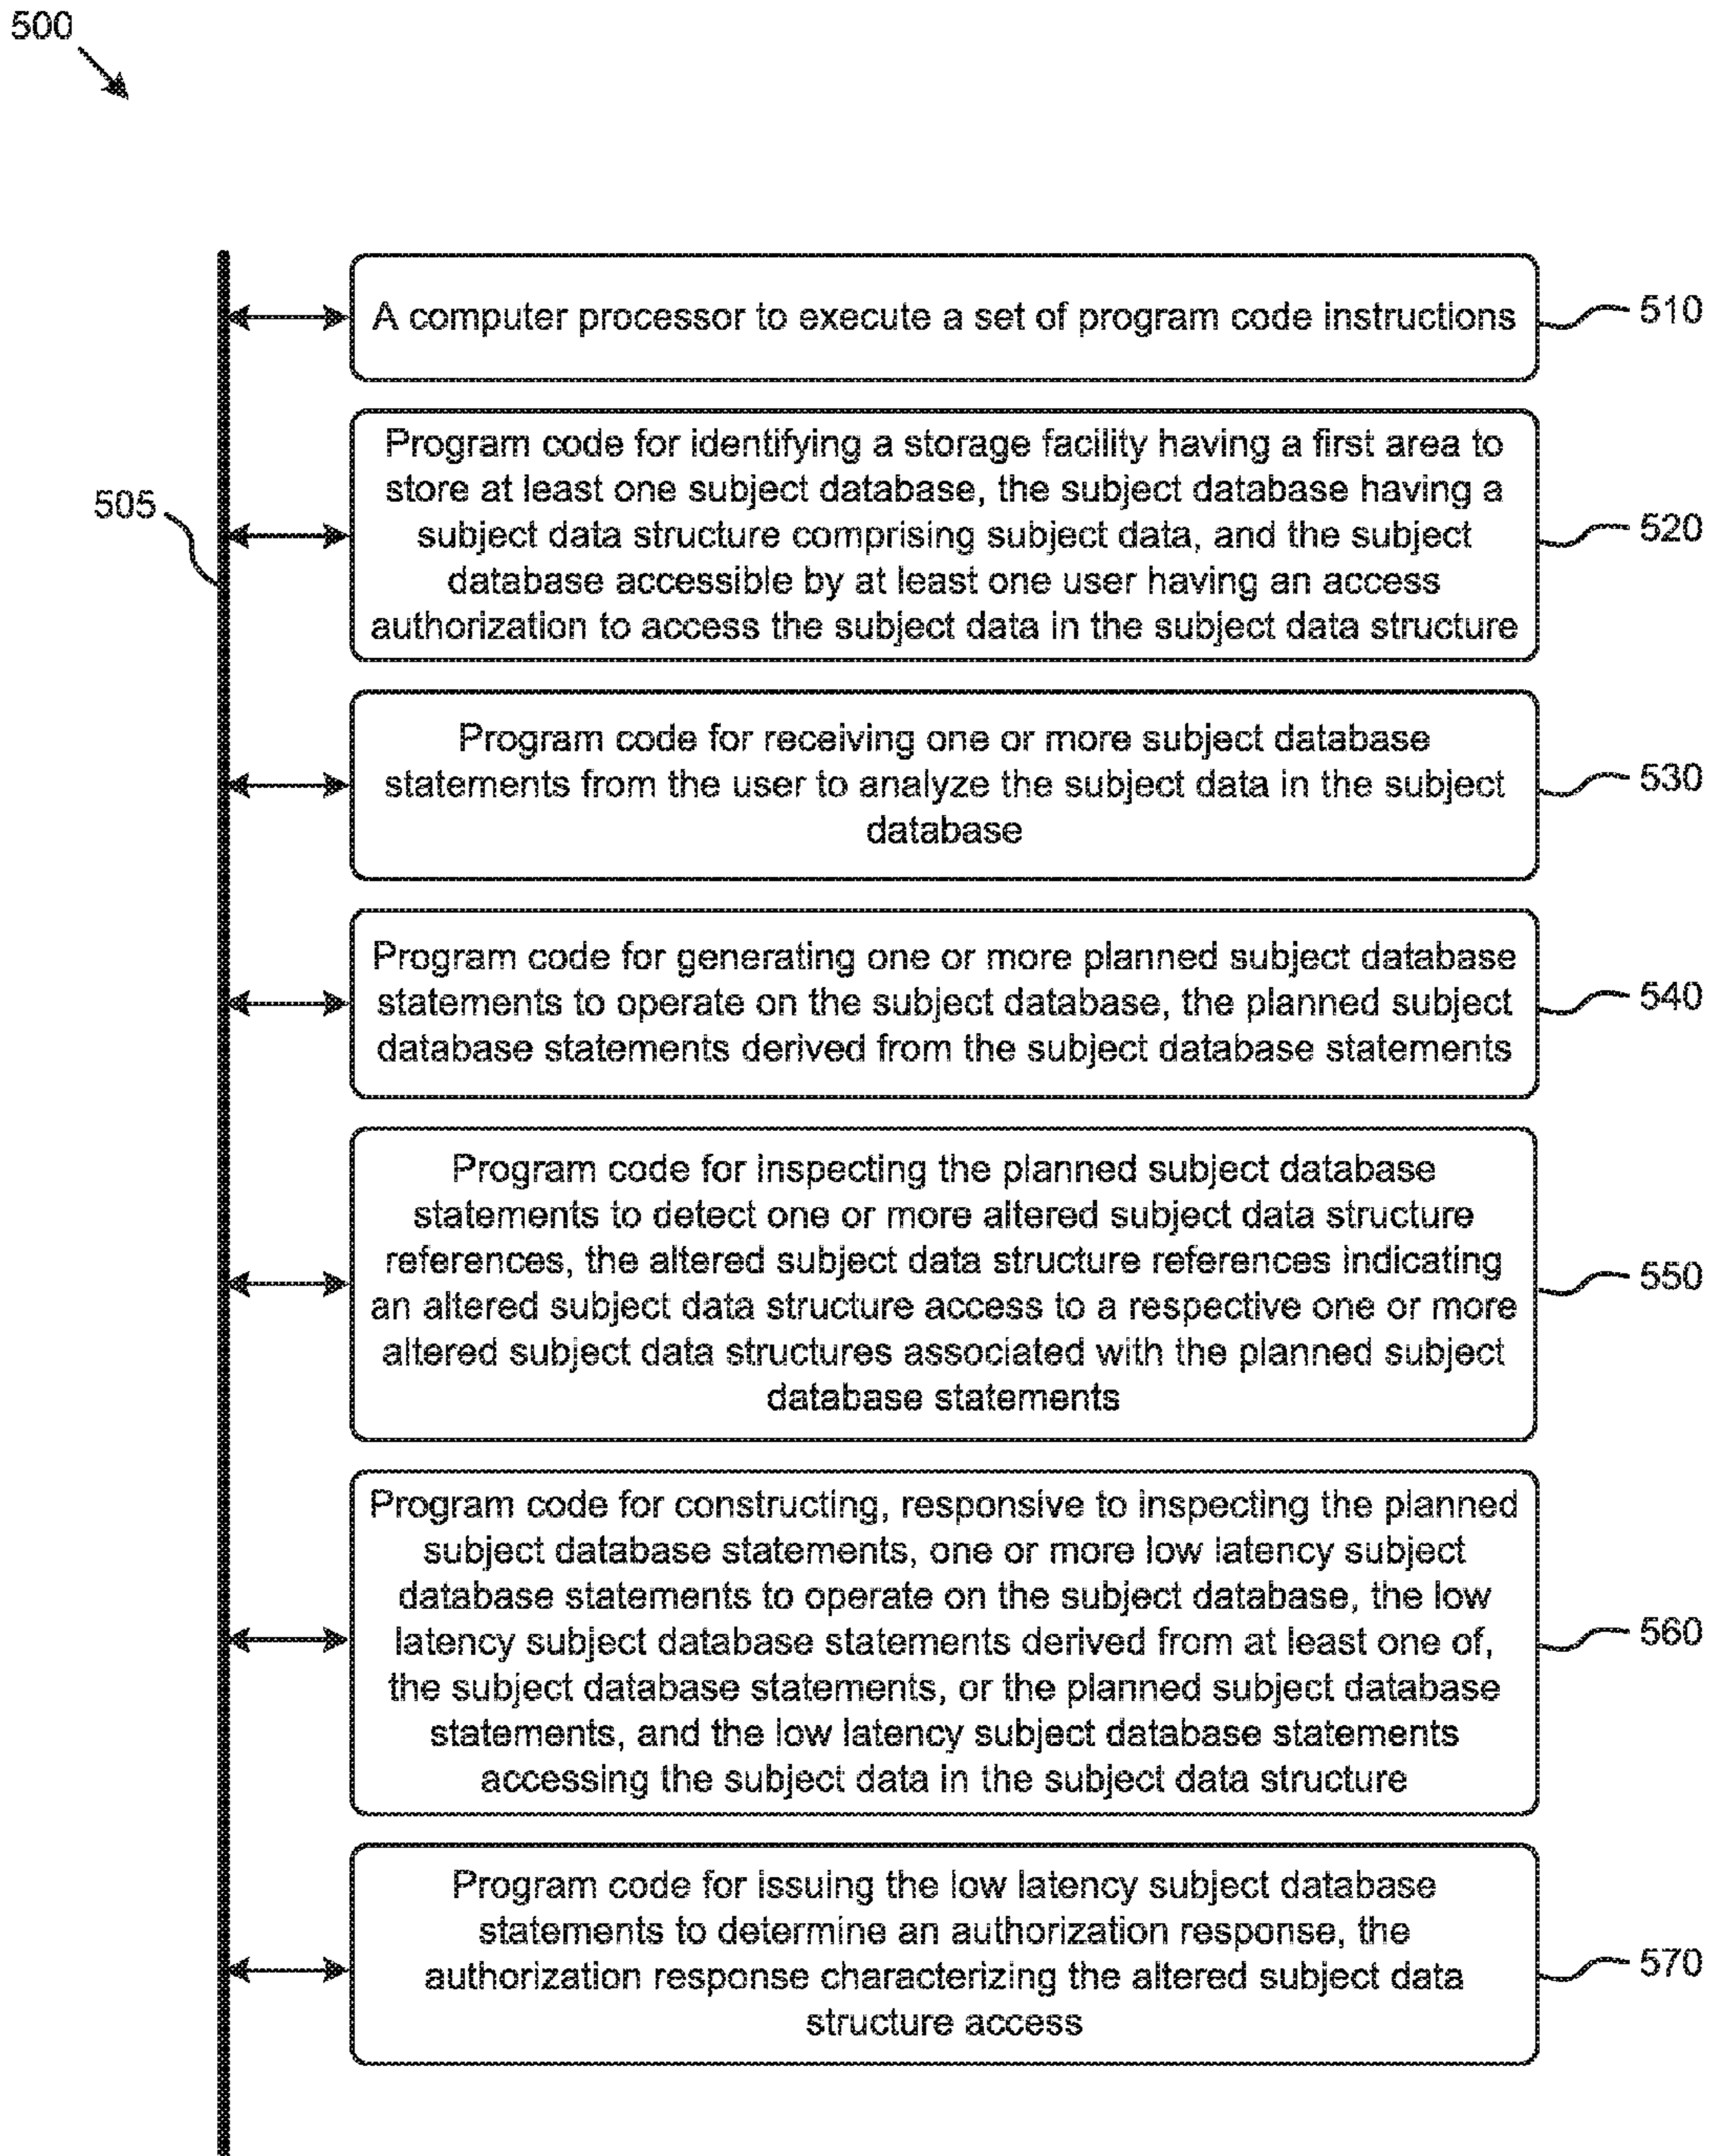 500
A computer processor to execute a set of program code instructions
510
Program code for identifying a storage facility having a first area to
store at least one subject database, the subject database having a
subject data structure comprising subject data, and the subject
database accessible by at least one user having an access
authorization to access the subject data in the subject data structure
505
520
Program code for receiving one or more subject database
statements from the user to analyze the subject data in the subject
database
530
Program code for generating one or more planned subject database
statements to operate on the subject database, the planned subject
database statements derived from the subject database statements
540
Program code for inspecting the planned subject database
statements to detect one or more altered subject data structure
references, the altered subject data structure references indicating
an altered subject data structure access to a respective one or more
altered subject data structures associated with the planned subject
database statements
550
Program code for constructing, responsive to inspecting the planned
subject database statements, one or more low latency subject
database statements to operate on the subject database, the low
latency subject database statements derived from at least one of,
the subject database statements, or the planned subject database
statements, and the low latency subject database statements
accessing the subject data in the subject data structure
560
Program code for issuing the low latency subject database
statements to determine an authorization response, the
authorization response characterizing the altered subject data
structure access
570